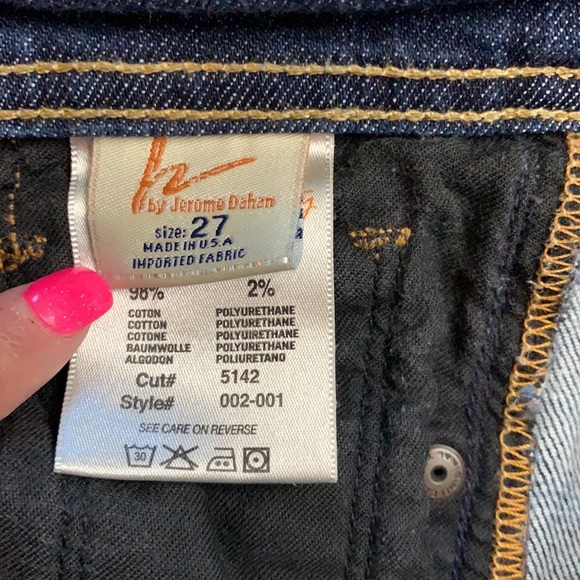 by Jerome Dahan
size: 27
MADE IN U.S.A
IMPORTED FABRIC
98% 2%
COTON POLYURETHANE
COTTON POLYURETHANE
COTONE POLYURETHANE
BAUMWOLLE POLYURETHANE
ALGODON POLIURETANO
Cut# 5142
Style# 002-001
SEE CARE ON REVERSE
30